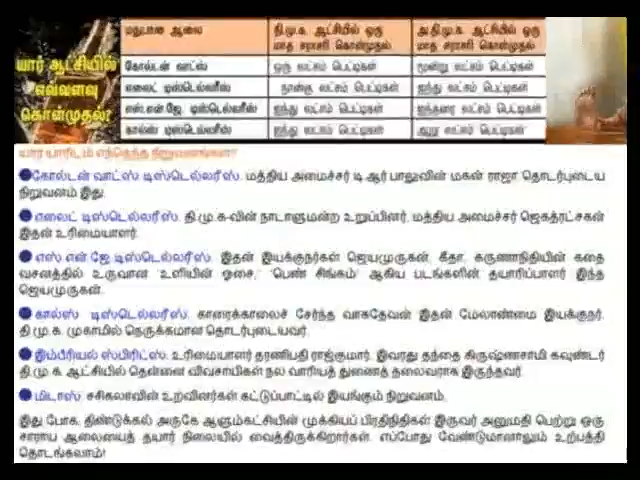 யார் ஆட்சியில்
எவ்வளவு
கொள்முதல்?
மதுபான ஆலை
தி.மு.க. ஆட்சியில் ஒரு
மாத சராசரி கொள்முதல்
அ.தி.மு.க. ஆட்சியில் ஒரு
மாத சராசரி கொள்முதல்
கோல்டன் வாட்ஸ்
ஒரு லட்சம் பெட்டிகள்
மூன்று லட்சம் பெட்டிகள்
எலைட் டிஸ்டெல்லரீஸ்
நான்கு லட்சம் பெட்டிகள்
ஐந்து லட்சம் பெட்டிகள்
எஸ்.என்.ஜே. டிஸ்டெல்லரீஸ்
ஐந்து லட்சம் பெட்டிகள்
ஐந்தரை லட்சம் பெட்டிகள்
கால்ஸ் டிஸ்டெல்லரீஸ்
ஐந்து லட்சம் பெட்டிகள்
ஆறு லட்சம் பெட்டிகள்
யார் யாரிடம் எந்தெந்த நிறுவனங்கள்?
கோல்டன் வாட்ஸ் டிஸ்டெல்லரீஸ். மத்திய அமைச்சர் டி.ஆர்.பாலுவின் மகன் ராஜா தொடர்புடைய
நிறுவனம் இது.
எலைட் டிஸ்டெல்லரீஸ். தி.மு.க-வின் நாடாளுமன்ற உறுப்பினர், மத்திய அமைச்சர் ஜெகத்ரட்சகன்
இதன் உரிமையாளர்.
எஸ்.என்.ஜே.டிஸ்டெல்லரீஸ். இதன் இயக்குநர்கள் ஜெயமுருகன், கீதா. கருணாநிதியின் கதை
வசனத்தில் உருவான 'உளியின் ஓசை', 'பெண் சிங்கம்' ஆகிய படங்களின் தயாரிப்பாளர் இந்த
ஜெயமுருகன்.
கால்ஸ் டிஸ்டெல்லரீஸ். காரைக்காலைச் சேர்ந்த வாசுதேவன் இதன் மேலாண்மை இயக்குநர்.
தி.மு.க. முகாமில் நெருக்கமான தொடர்புடையவர்.
இம்பீரியல் ஸ்பிரிட்ஸ். உரிமையாளர் தரணிபதி ராஜ்குமார். இவரது தந்தை கிருஷ்ணசாமி கவுண்டர்
தி.மு.க. ஆட்சியில் தென்னை விவசாயிகள் நல வாரியத் துணைத் தலைவராக இருந்தவர்.
மிடாஸ். சசிகலாவின் உறவினர்கள் கட்டுப்பாட்டில் இயங்கும் நிறுவனம்.
இது போக, திண்டுக்கல் அருகே ஆளும்கட்சியின் முக்கியப் பிரதிநிதிகள் இருவர் அனுமதி பெற்று ஒரு
சாராய ஆலையைத் தயார் நிலையில் வைத்திருக்கிறார்கள். எப்போது வேண்டுமானாலும் உற்பத்தி
தொடங்கலாம்!